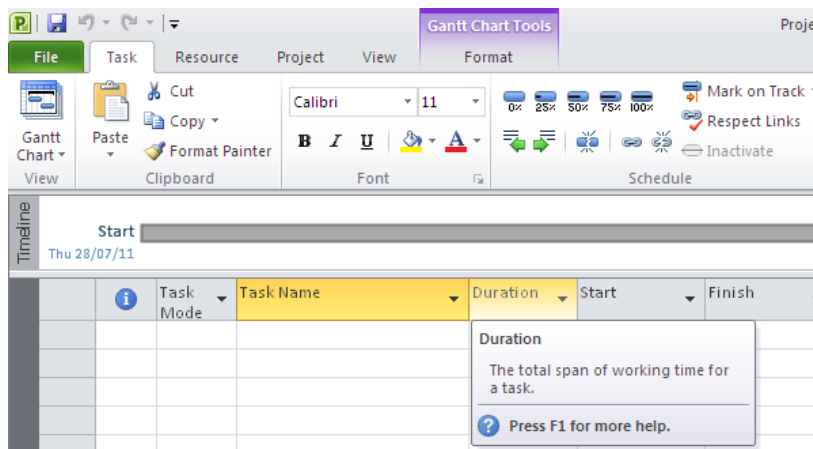 P
Gantt Chart Tools
Proje
File
Task
Resource
Project
View
Format
Gantt
Chart
View
Paste
Cut
Copy
Format Painter
Clipboard
Calibri
11
B I U A
Font
0% 25% 50% 75% 100%
Mark on Track
Respect Links
Inactivate
Schedule
Timeline
Start
Thu 28/07/11
i
Task
Mode
Task Name
Duration
Start
Finish
Duration
The total span of working time for
a task.
? Press F1 for more help.